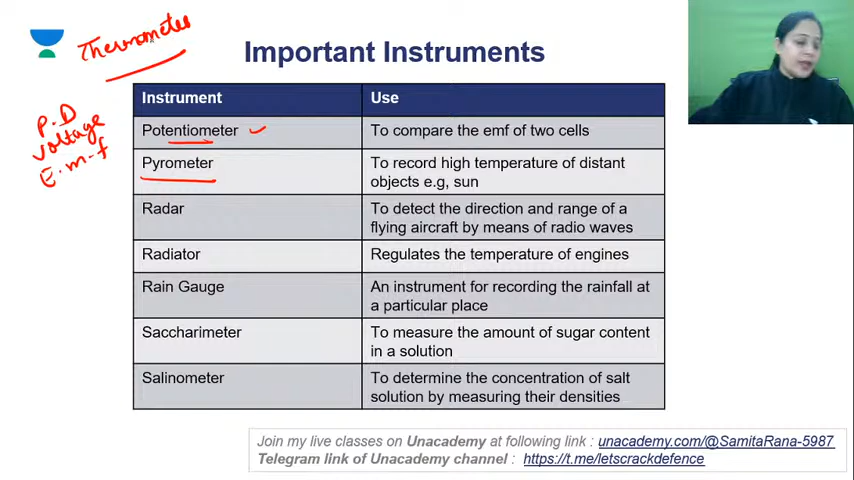 Thermometer
Important Instruments
P.D
Voltage
E.m.f
Instrument Use
Potentiometer To compare the emf of two cells
Pyrometer To record high temperature of distant
objects e.g, sun
Radar To detect the direction and range of a
flying aircraft by means of radio waves
Radiator Regulates the temperature of engines
Rain Gauge An instrument for recording the rainfall at
a particular place
Saccharimeter To measure the amount of sugar content
in a solution
Salinometer To determine the concentration of salt
solution by measuring their densities
Join my live classes on Unacademy at following link : unacademy.com/@SamitaRana-5987
Telegram link of Unacademy channel : https://t.me/letscrackdefence